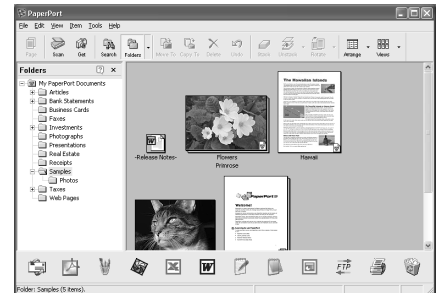 PaperPort
File Edit View Item Tools Help
Page Scan Get Search Folders Move To Copy To Delete Undo Stack Unstack Rotate Arrange Views
Folders
My PaperPort Documents
Articles
Bank Statements
Business Cards
Faxes
Investments
Photographs
Presentations
Real Estate
Receipts
Samples
Photos
Taxes
Web Pages
The Hawaiian Islands
-Release Notes-
Flowers
Primrose
Hawaii
PaperPort
Welcome!
FTP
Folder: Samples (5 items).